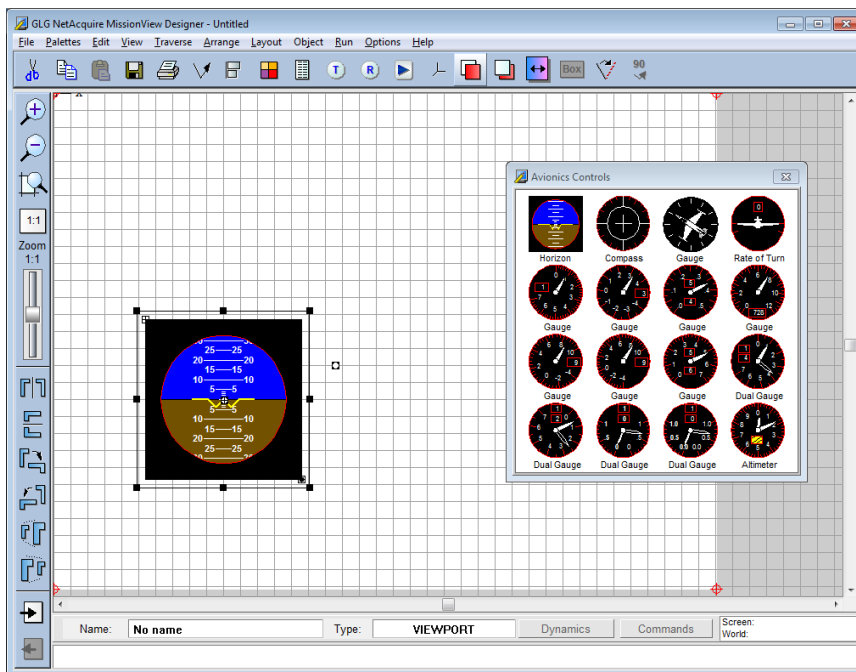 GLG NetAcquire MissionView Designer - Untitled
File Palettes Edit View Traverse Arrange Layout Object Run Options Help
T R Box 90
1:1
Zoom
1:1
Avionics Controls
Horizon Compass Gauge Rate of Turn
Gauge Gauge Gauge Gauge
Gauge Gauge Gauge Dual Gauge
Dual Gauge Dual Gauge Dual Gauge Altimeter
25 25
20 20
15 15
10 10
5 5
5 5
10 10
15 15
20 20
25 25
30 30
Name: No name Type: VIEWPORT Dynamics Commands Screen:
World: